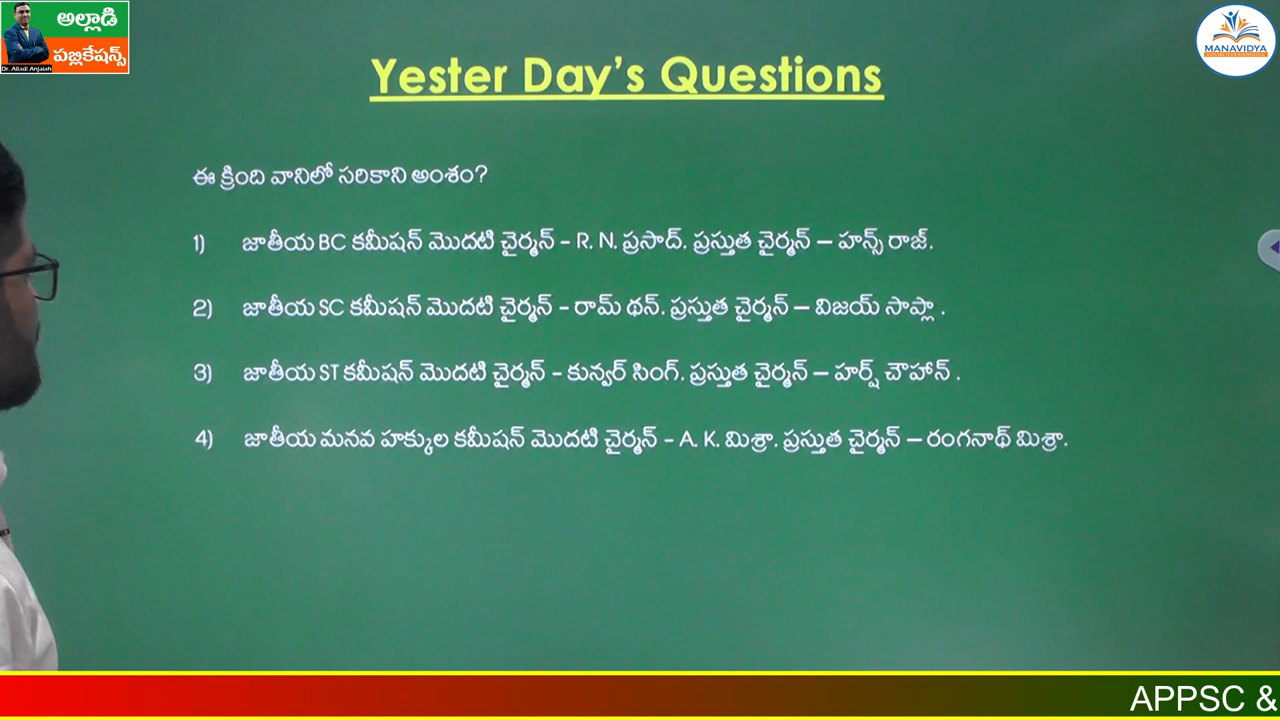 అల్లాడి
పబ్లికేషన్స్
Dr. Alladi Anjaiah
MANAVIDYA
Yester Day's Questions
ఈ క్రింది వానిలో సరికాని అంశం?
1) జాతీయ BC కమీషన్ మొదటి చైర్మన్ - R. N. ప్రసాద్. ప్రస్తుత చైర్మన్ – హన్స్ రాజ్.
2) జాతీయ SC కమీషన్ మొదటి చైర్మన్ - రామ్ థన్. ప్రస్తుత చైర్మన్ – విజయ్ సాప్లా .
3) జాతీయ ST కమీషన్ మొదటి చైర్మన్ - కున్వర్ సింగ్. ప్రస్తుత చైర్మన్ – హర్ష్ చౌహాన్ .
4) జాతీయ మనవ హక్కుల కమీషన్ మొదటి చైర్మన్ - A. K. మిశ్రా. ప్రస్తుత చైర్మన్ – రంగనాథ్ మిశ్రా.
APPSC &